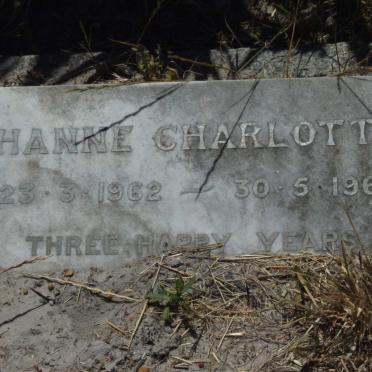 HANNE CHARLOTT
23·3·1962 — 30·5·196
THREE HAPPY YEARS